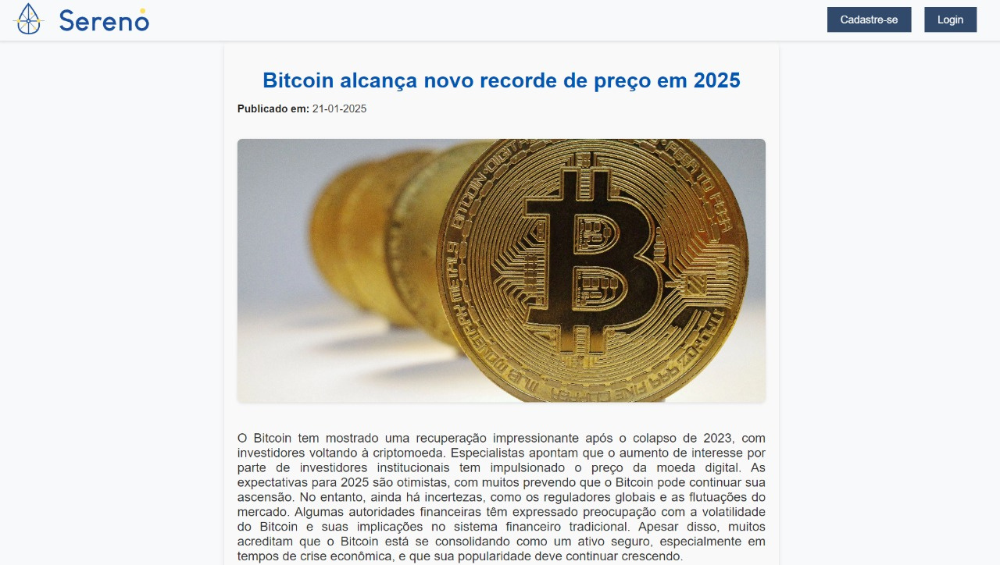 Sereno
Cadastre-se
Login
Bitcoin alcança novo recorde de preço em 2025
Publicado em: 21-01-2025
BITCOIN·DIGITA
PEER TO PEER
O Bitcoin tem mostrado uma recuperação impressionante após o colapso de 2023, com
investidores voltando à criptomoeda. Especialistas apontam que o aumento de interesse por
parte de investidores institucionais tem impulsionado o preço da moeda digital. As
expectativas para 2025 são otimistas, com muitos prevendo que o Bitcoin pode continuar sua
ascensão. No entanto, ainda há incertezas, como os reguladores globais e as flutuações do
mercado. Algumas autoridades financeiras têm expressado preocupação com a volatilidade
do Bitcoin e suas implicações no sistema financeiro tradicional. Apesar disso, muitos
acreditam que o Bitcoin está se consolidando como um ativo seguro, especialmente em
tempos de crise econômica, e que sua popularidade deve continuar crescendo.